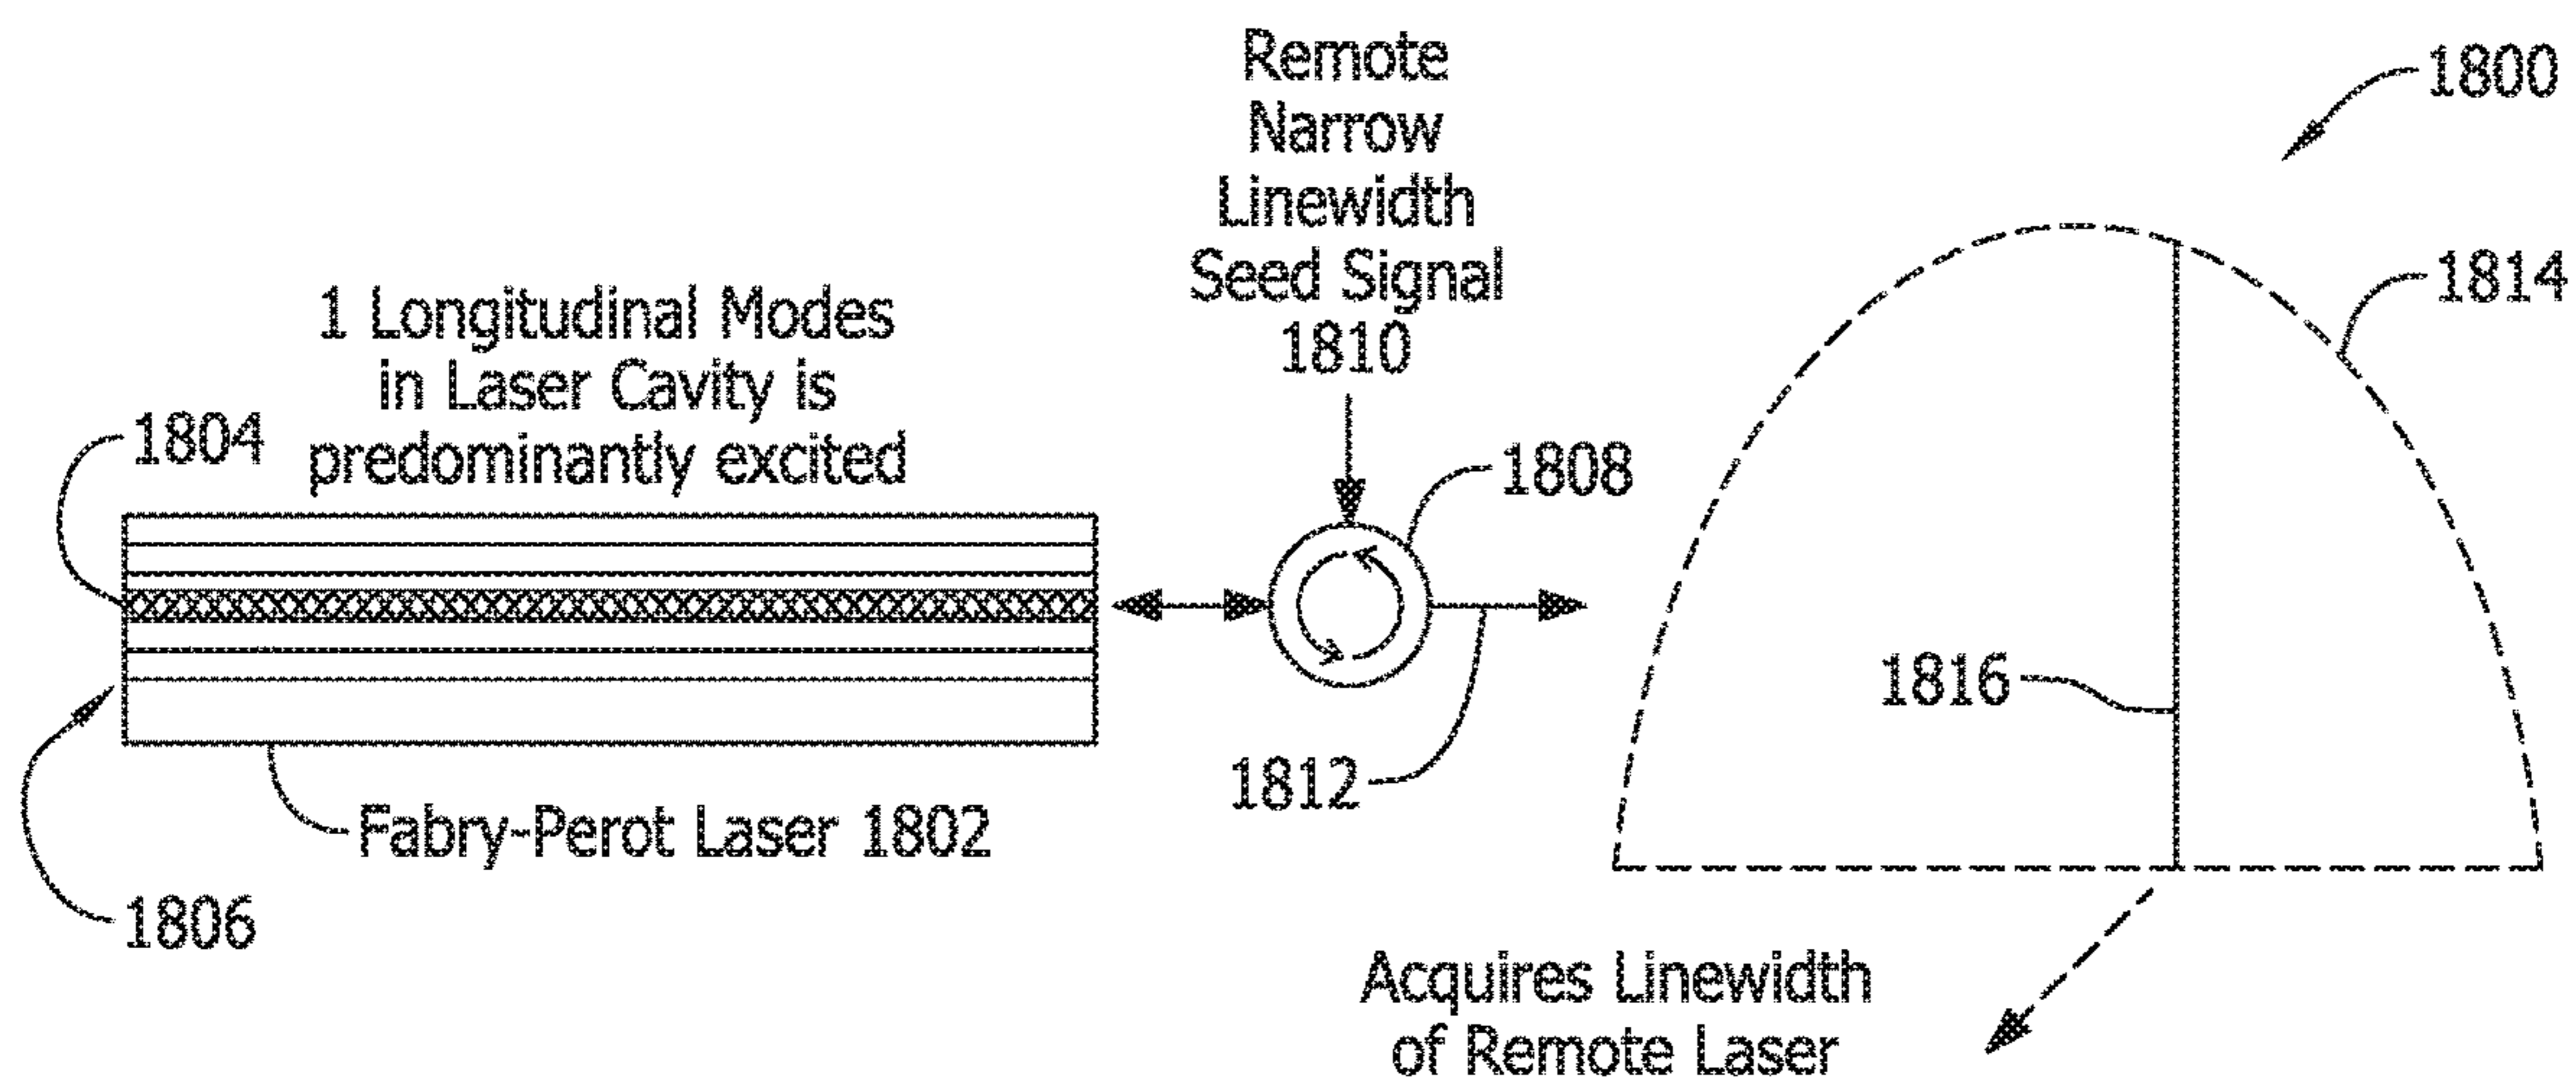 Remote
Narrow
Linewidth
Seed Signal
1810
1800
1814
1 Longitudinal Modes
in Laser Cavity is
predominantly excited
1804
1808
1816
1812
Fabry-Perot Laser 1802
1806
Acquires Linewidth
of Remote Laser